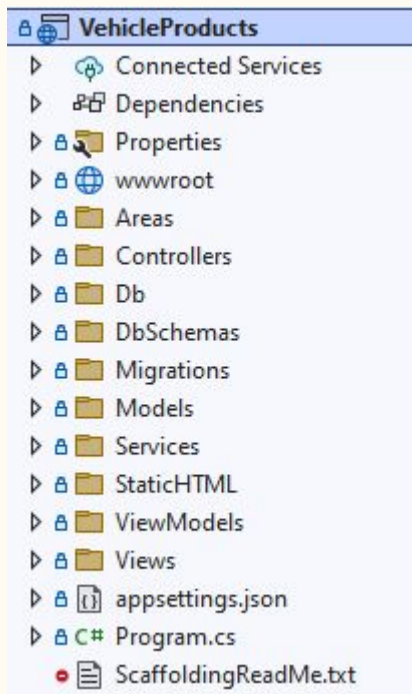 VehicleProducts
Connected Services
Dependencies
Properties
wwwroot
Areas
Controllers
Db
DbSchemas
Migrations
Models
Services
StaticHTML
ViewModels
Views
appsettings.json
C# Program.cs
ScaffoldingReadMe.txt